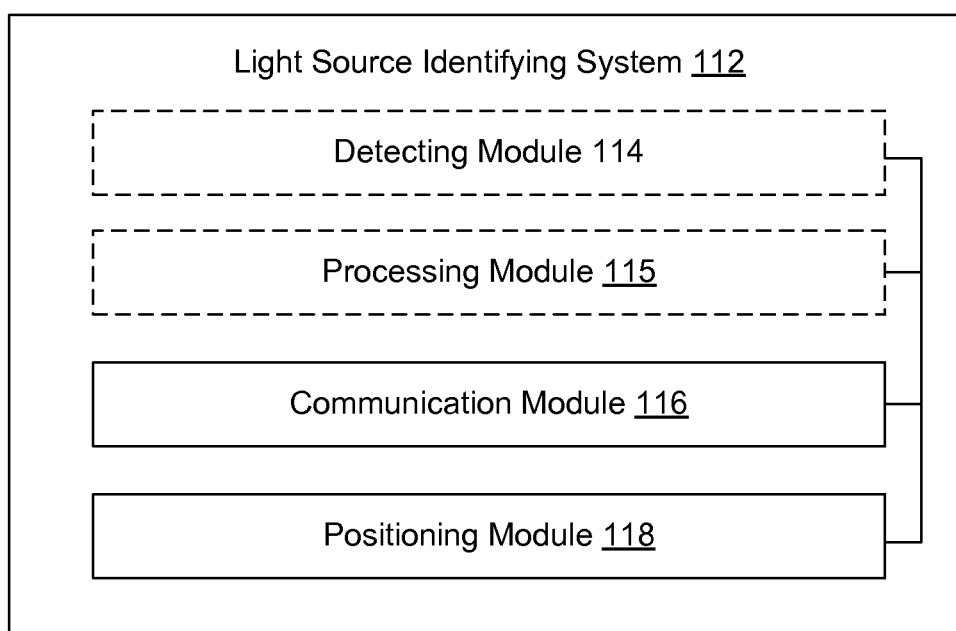 Light Source Identifying System 112
Detecting Module 114
Processing Module 115
Communication Module 116
Positioning Module 118